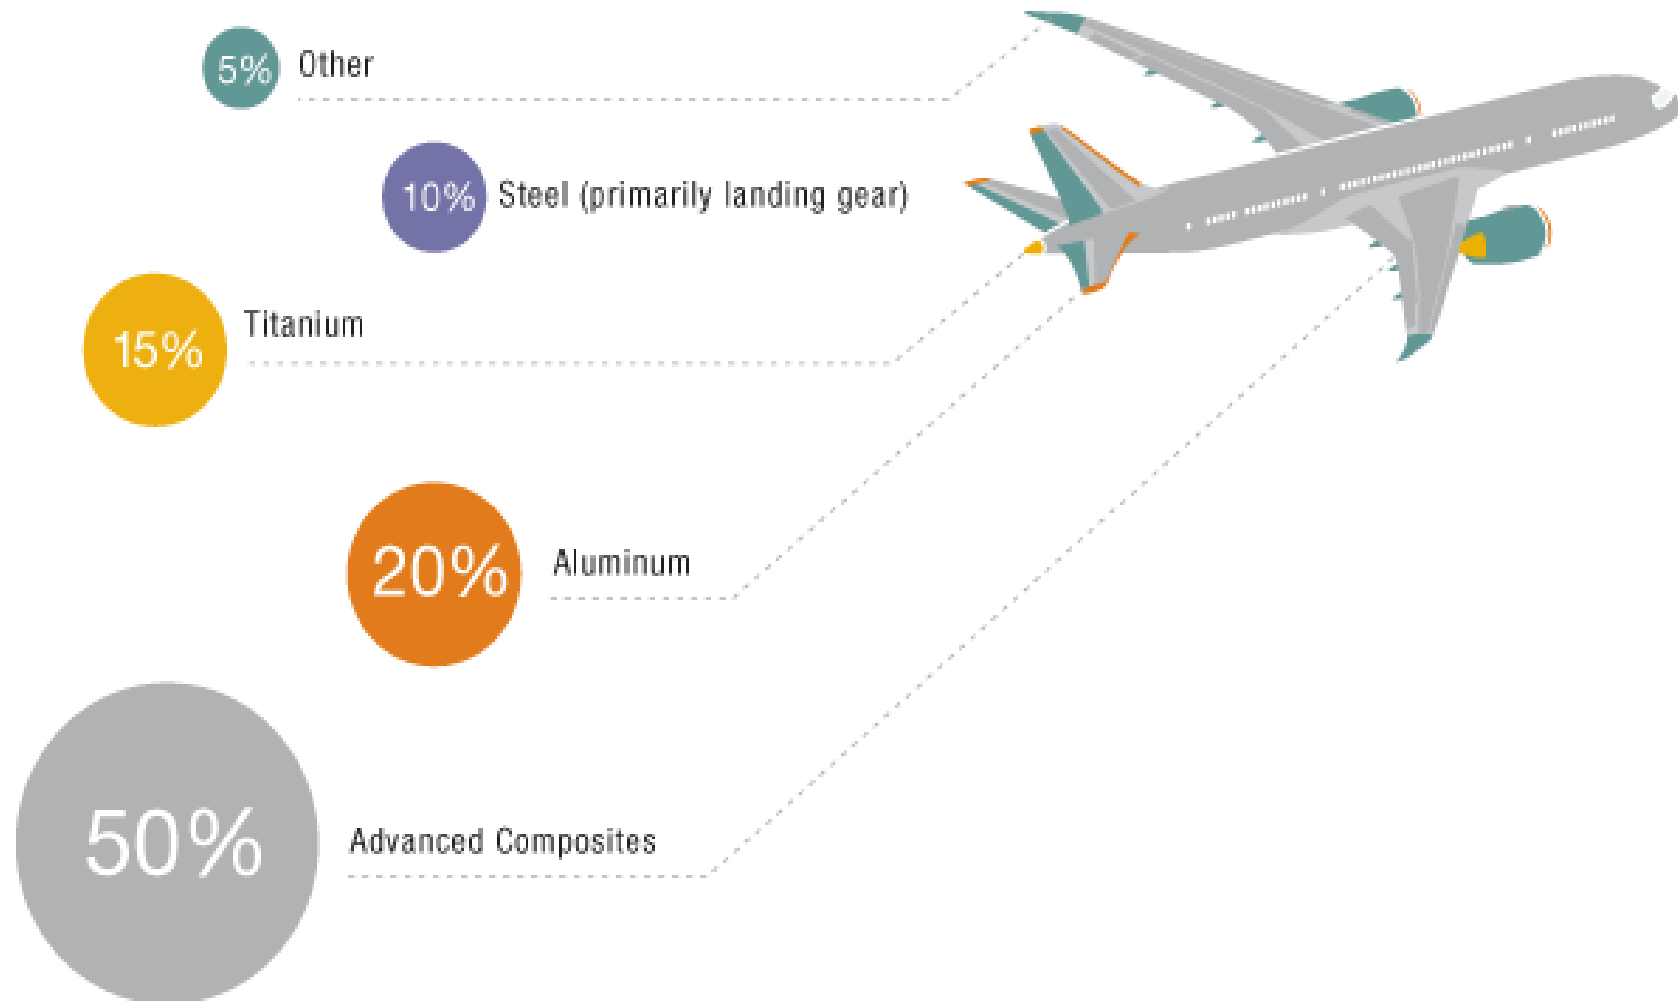 5% Other
10% Steel (primarily landing gear)
15% Titanium
20% Aluminum
50% Advanced Composites